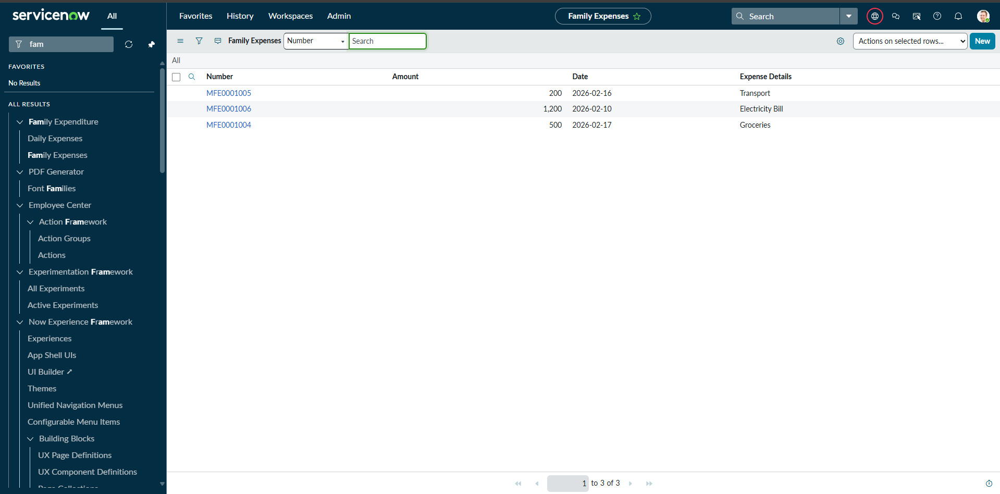 servicenow
All
Favorites
History
Workspaces
Admin
Family Expenses
Search
fam
FAVORITES
No Results
ALL RESULTS
Family Expenditure
Daily Expenses
Family Expenses
PDF Generator
Font Families
Employee Center
Action Framework
Action Groups
Actions
Experimentation Framework
All Experiments
Active Experiments
Now Experience Framework
Experiences
App Shell UIs
UI Builder
Themes
Unified Navigation Menus
Configurable Menu Items
Building Blocks
UX Page Definitions
UX Component Definitions
Page Collections
Family Expenses Number Search
Actions on selected rows... New
All
Number Amount Date Expense Details
MFE0001005 200 2026-02-16 Transport
MFE0001006 1,200 2026-02-10 Electricity Bill
MFE0001004 500 2026-02-17 Groceries
1 to 3 of 3